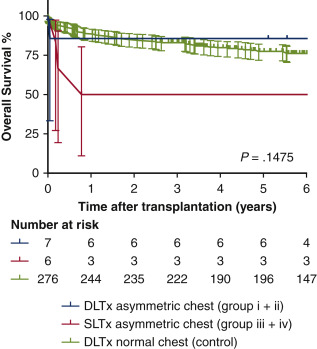 100
75
50
25
0
Overall Survival %
P = .1475
0 1 2 3 4 5 6
Time after transplantation (years)
Number at risk
7 6 6 6 6 6 4
6 3 3 3 3 3 3
276 244 235 222 190 196 147
DLTx asymmetric chest (group i + ii)
SLTx asymmetric chest (group iii + iv)
DLTx normal chest (control)